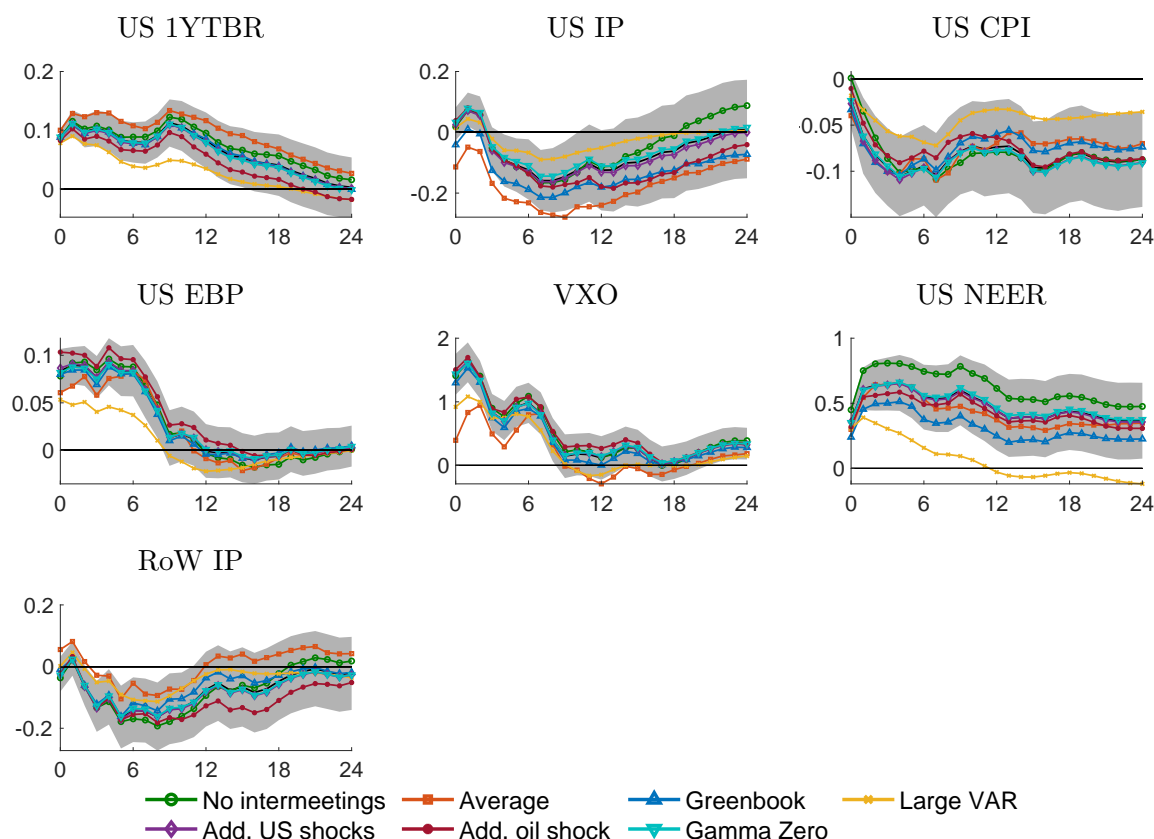 US 1YTBR US IP US CPI
0.2 0.2 0
0.1 0 -0.05
0 -0.2 -0.1
0 6 12 18 24 0 6 12 18 24 0 6 12 18 24
US EBP VXO US NEER
0.1 2 1
0.05 1 0.5
0 0 0
0 6 12 18 24 0 6 12 18 24 0 6 12 18 24
RoW IP
0.2
0
-0.2
0 6 12 18 24
No intermeetings Average Greenbook Large VAR
Add. US shocks Add. oil shock Gamma Zero